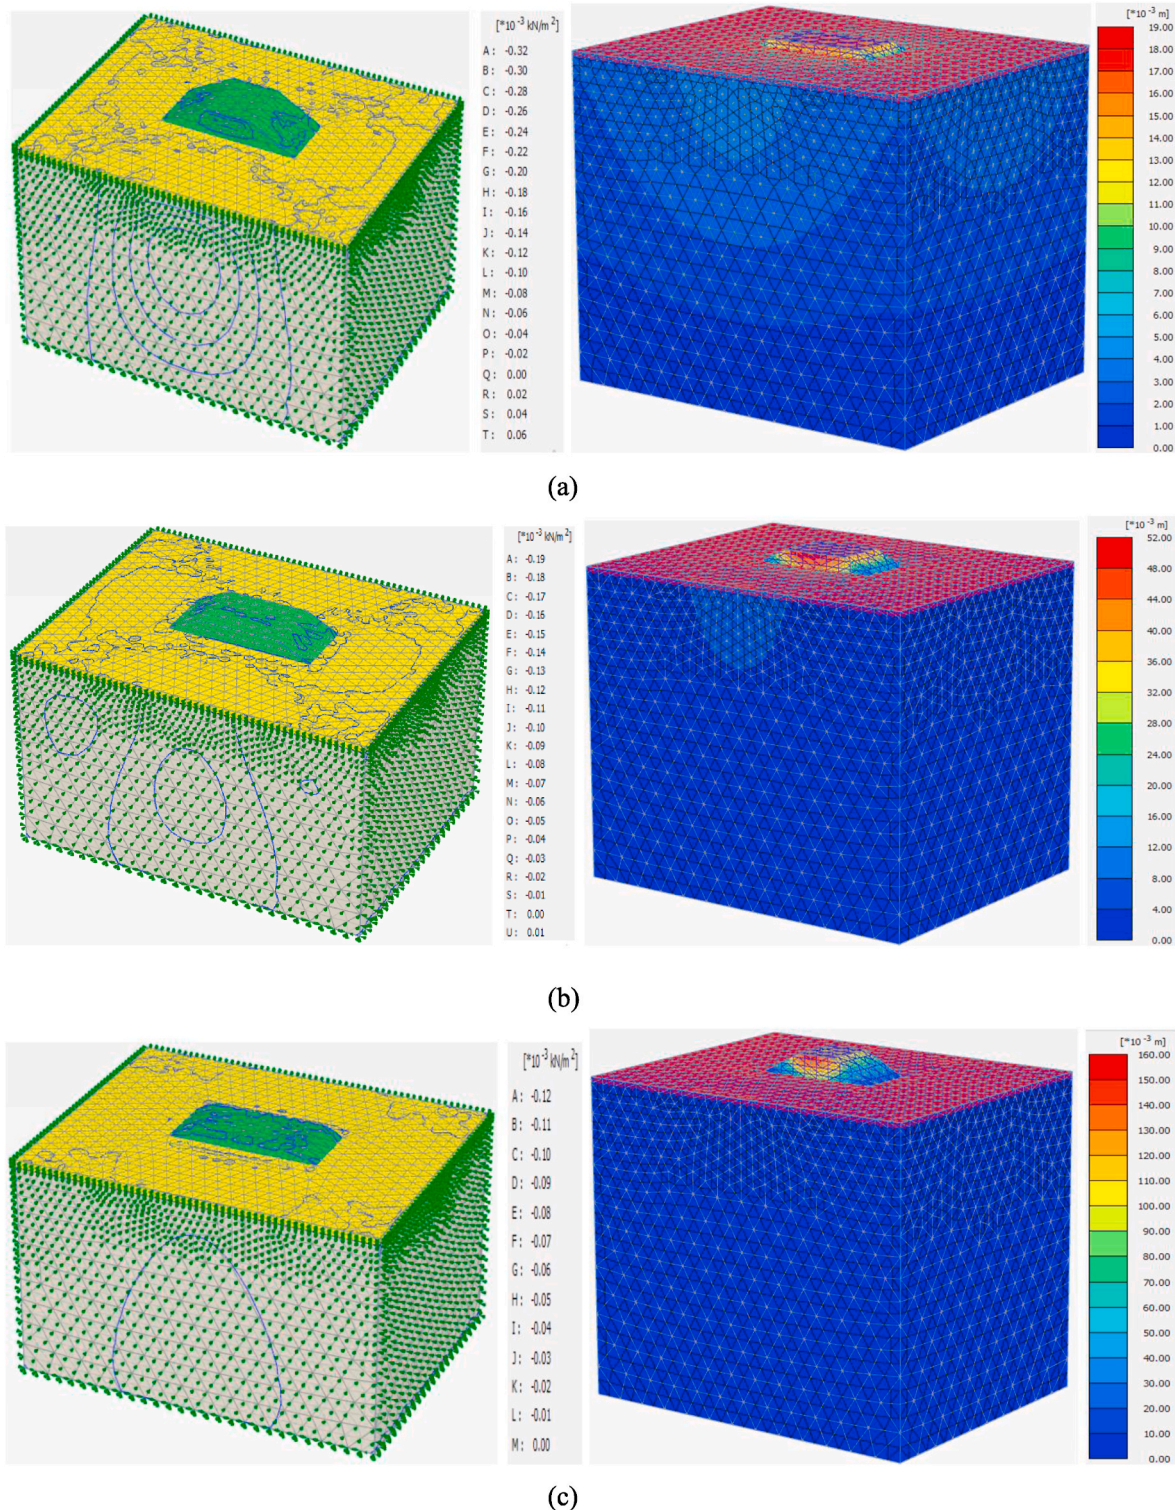 [*10⁻³ kN/m²]
A: -0.32
B: -0.30
C: -0.28
D: -0.26
E: -0.24
F: -0.22
G: -0.20
H: -0.18
I: -0.16
J: -0.14
K: -0.12
L: -0.10
M: -0.08
N: -0.06
O: -0.04
P: -0.02
Q: 0.00
R: 0.02
S: 0.04
T: 0.06
[*10⁻³ m]
19.00
18.00
17.00
16.00
15.00
14.00
13.00
12.00
11.00
10.00
9.00
8.00
7.00
6.00
5.00
4.00
3.00
2.00
1.00
0.00
(a)
[*10⁻³ kN/m²]
A: -0.19
B: -0.18
C: -0.17
D: -0.16
E: -0.15
F: -0.14
G: -0.13
H: -0.12
I: -0.11
J: -0.10
K: -0.09
L: -0.08
M: -0.07
N: -0.06
O: -0.05
P: -0.04
Q: -0.03
R: -0.02
S: -0.01
T: 0.00
U: 0.01
[*10⁻³ m]
52.00
48.00
44.00
40.00
36.00
32.00
28.00
24.00
20.00
16.00
12.00
8.00
4.00
0.00
(b)
[*10⁻³ kN/m²]
A: -0.12
B: -0.11
C: -0.10
D: -0.09
E: -0.08
F: -0.07
G: -0.06
H: -0.05
I: -0.04
J: -0.03
K: -0.02
L: -0.01
M: 0.00
[*10⁻³ m]
160.00
150.00
140.00
130.00
120.00
110.00
100.00
90.00
80.00
70.00
60.00
50.00
40.00
30.00
20.00
10.00
0.00
(c)